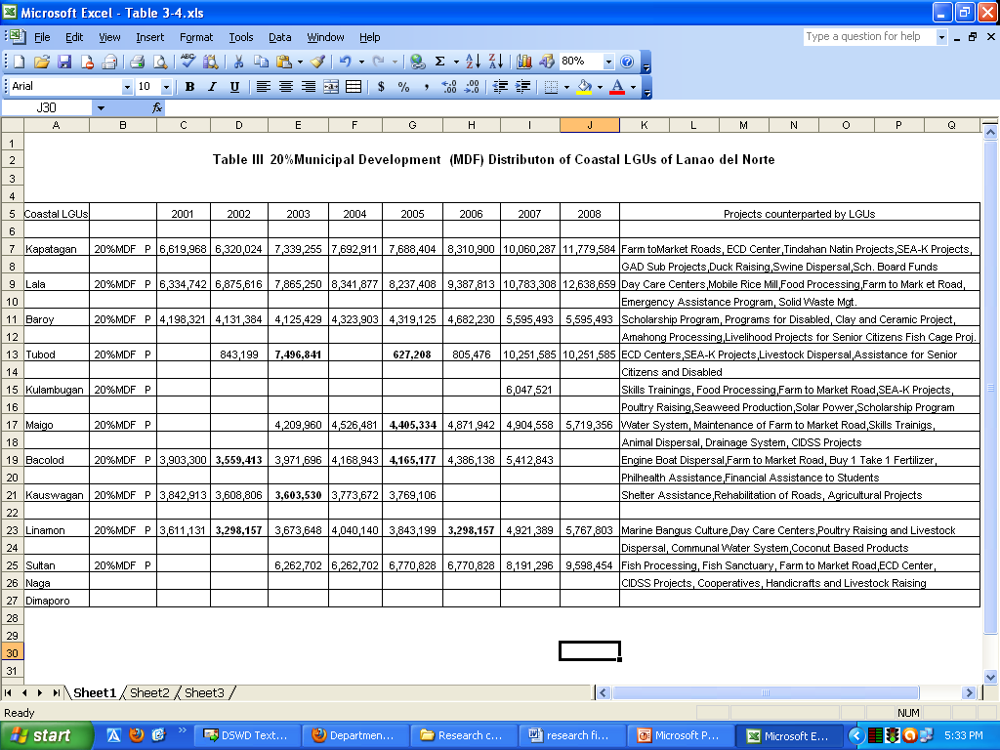 Microsoft Excel - Table 3-4.xls
File Edit View Insert Format Tools Data Window Help
Type a question for help
80%
Arial 10 B I U $ % ,
J30 fx
A B C D E F G H I J K L M N O P Q
1
2 Table III 20%Municipal Development (MDF) Distributon of Coastal LGUs of Lanao del Norte
3
4
5 Coastal LGUs 2001 2002 2003 2004 2005 2006 2007 2008 Projects counterparted by LGUs
6
7 Kapatagan 20%MDF P 6,619,968 6,320,024 7,339,255 7,692,911 7,688,404 8,310,900 10,060,287 11,779,584 Farm toMarket Roads, ECD Center,Tindahan Natin Projects,SEA-K Projects,
8 GAD Sub Projects,Duck Raising,Swine Dispersal,Sch. Board Funds
9 Lala 20%MDF P 6,334,742 6,875,616 7,865,250 8,341,877 8,237,408 9,387,813 10,783,308 12,638,659 Day Care Centers,Mobile Rice Mill,Food Processing,Farm to Mark et Road,
10 Emergency Assistance Program, Solid Waste Mgt.
11 Baroy 20%MDF P 4,198,321 4,131,384 4,125,429 4,323,903 4,319,125 4,682,230 5,595,493 5,595,493 Scholarship Program, Programs for Disabled, Clay and Ceramic Project,
12 Amahong Processing,Livelihood Projects for Senior Citizens Fish Cage Proj.
13 Tubod 20%MDF P 843,199 7,496,841 627,208 805,476 10,251,585 10,251,585 ECD Centers,SEA-K Projects,Livestock Dispersal,Assistance for Senior
14 Citizens and Disabled
15 Kulambugan 20%MDF P 6,047,521 Skills Trainings, Food Processing,Farm to Market Road,SEA-K Projects,
16 Poultry Raising,Seaweed Production,Solar Power,Scholarship Program
17 Maigo 20%MDF P 4,209,960 4,526,481 4,405,334 4,871,942 4,904,558 5,719,356 Water System, Maintenance of Farm to Market Road,Skills Trainigs,
18 Animal Dispersal, Drainage System, CIDSS Projects
19 Bacolod 20%MDF P 3,903,300 3,559,413 3,971,696 4,168,943 4,165,177 4,386,138 5,412,843 Engine Boat Dispersal,Farm to Market Road, Buy 1 Take 1 Fertilizer,
20 Philhealth Assistance,Financial Assistance to Students
21 Kauswagan 20%MDF P 3,842,913 3,608,806 3,603,530 3,773,672 3,769,106 Shelter Assistance,Rehabilitation of Roads, Agricultural Projects
22
23 Linamon 20%MDF P 3,611,131 3,298,157 3,673,648 4,040,140 3,843,199 3,298,157 4,921,389 5,767,803 Marine Bangus Culture,Day Care Centers,Poultry Raising and Livestock
24 Dispersal, Communal Water System,Coconut Based Products
25 Sultan 20%MDF P 6,262,702 6,262,702 6,770,828 6,770,828 8,191,296 9,598,454 Fish Processing, Fish Sanctuary, Farm to Market Road,ECD Center,
26 Naga CIDSS Projects, Cooperatives, Handicrafts and Livestock Raising
27 Dimaporo
28
29
30
31
Sheet1 Sheet2 Sheet3
Ready NUM
start DSWD Text... Departmen... Research c... research fi... Microsoft P... Microsoft E... 5:33 PM